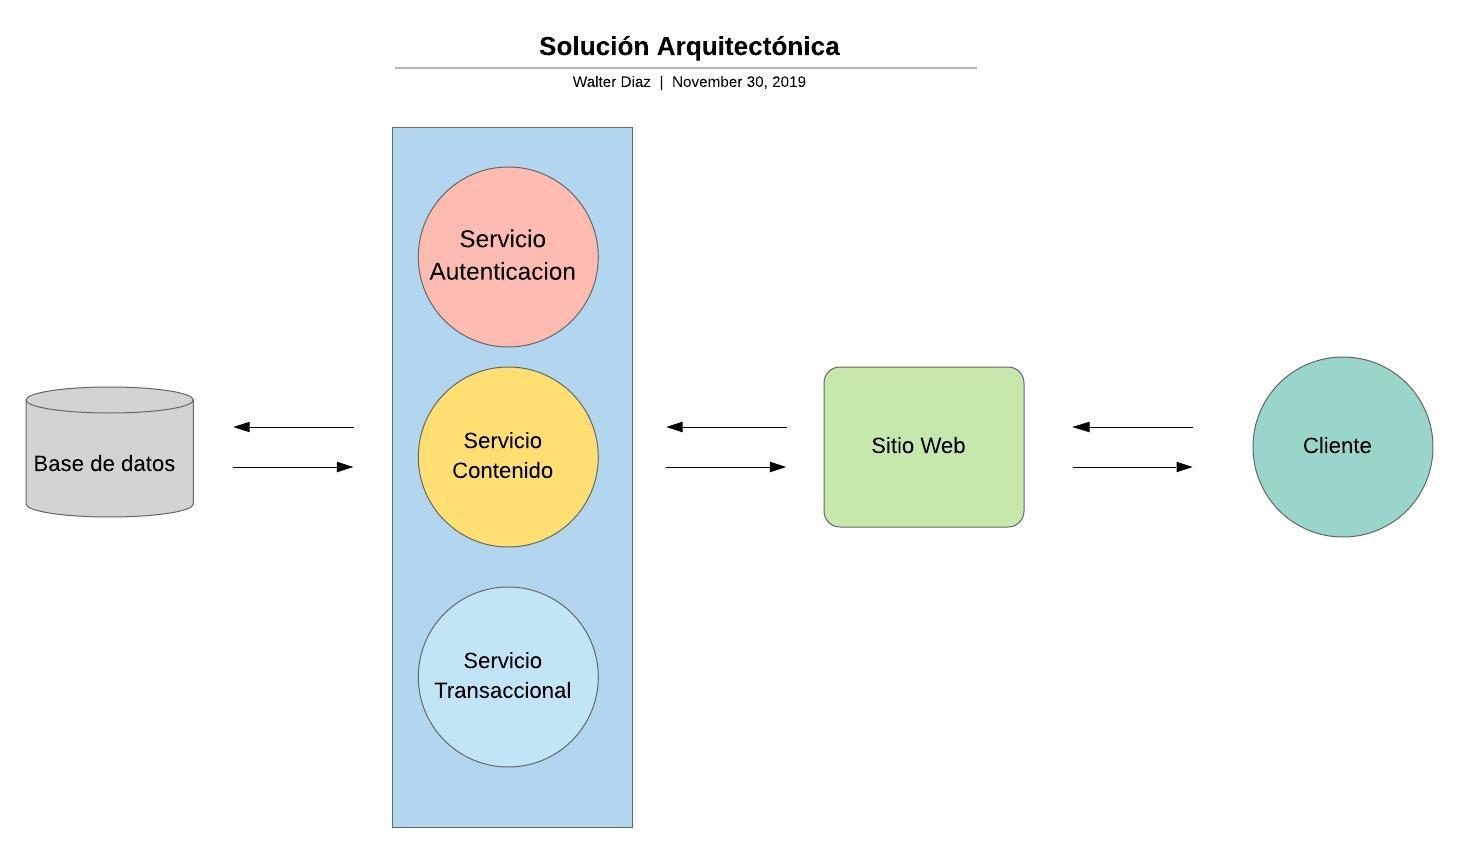 Solución Arquitectónica
Walter Diaz | November 30, 2019
Servicio
Autenticacion
Base de datos
Servicio
Contenido
Sitio Web
Cliente
Servicio
Transaccional